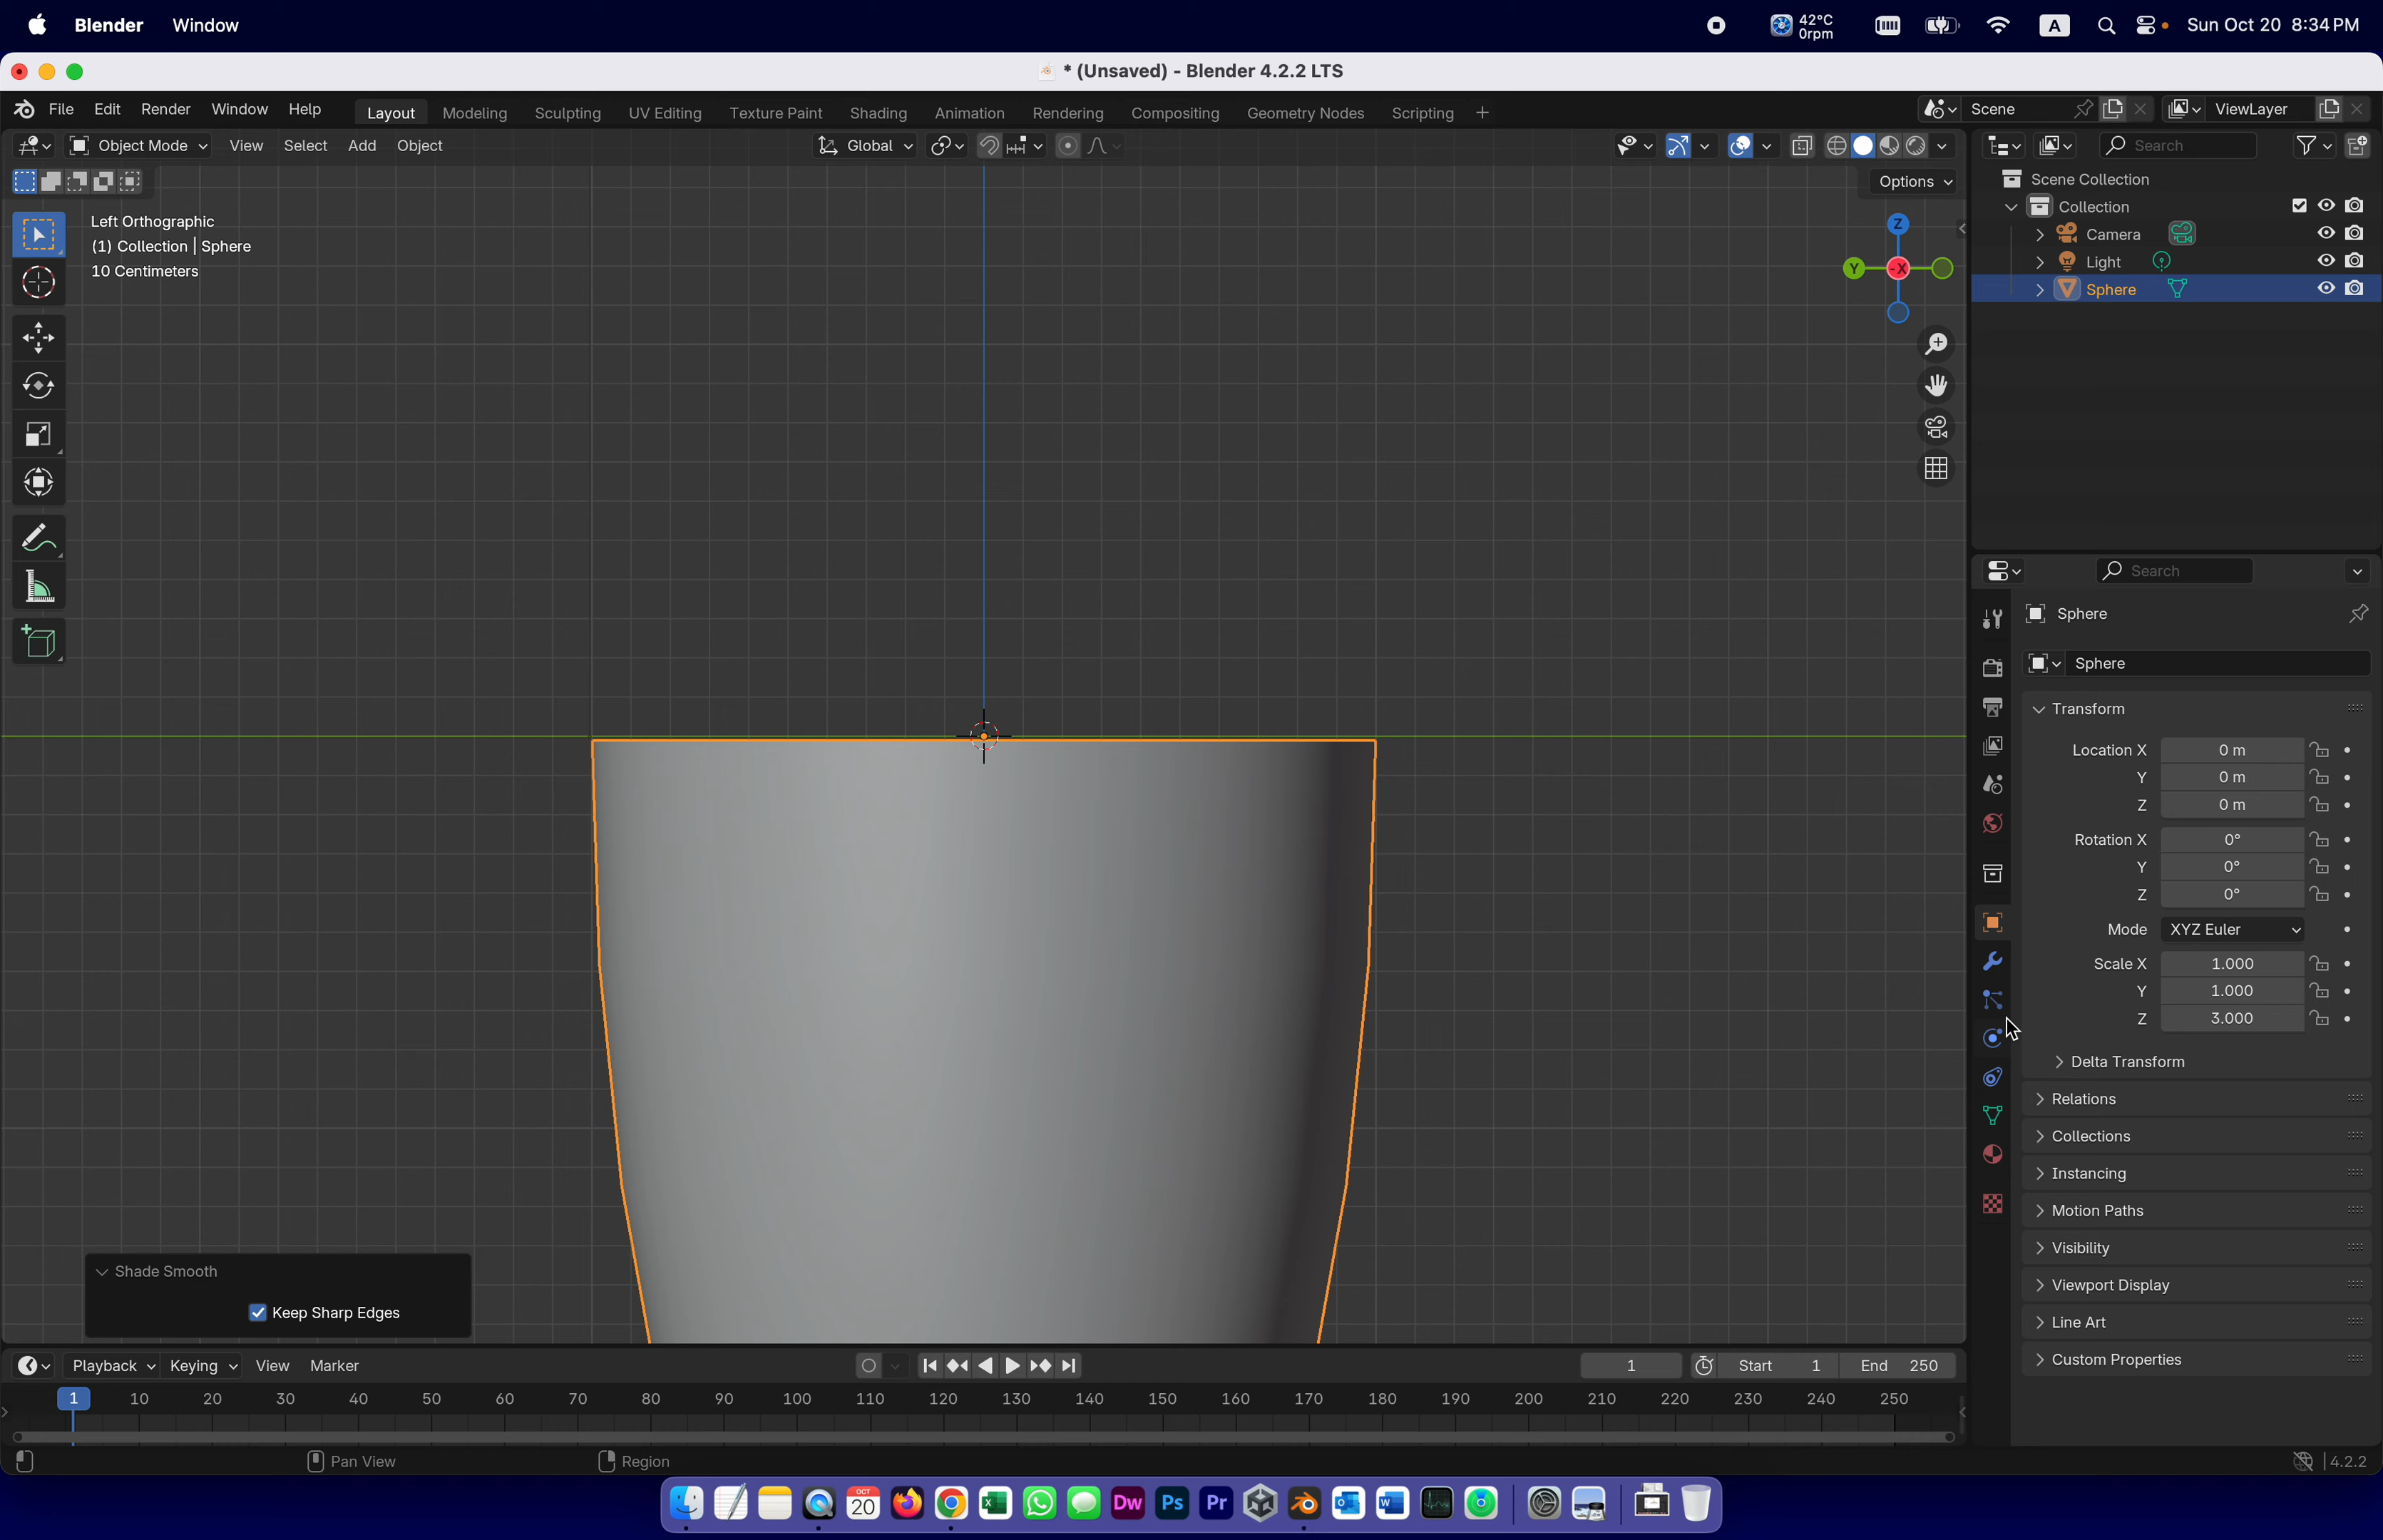 Blender Window
42°C
0rpm
A
Sun Oct 20 8:34 PM
* (Unsaved) - Blender 4.2.2 LTS
File Edit Render Window Help
Layout Modeling Sculpting UV Editing Texture Paint Shading Animation Rendering Compositing Geometry Nodes Scripting +
Scene
ViewLayer
Object Mode View Select Add Object
Global
Search
Options
Left Orthographic
(1) Collection | Sphere
10 Centimeters
Z
Y
-X
Scene Collection
Collection
Camera
Light
Sphere
Search
Sphere
Sphere
Transform
Location X 0 m
Y 0 m
Z 0 m
Rotation X 0°
Y 0°
Z 0°
Mode XYZ Euler
Scale X 1.000
Y 1.000
Z 3.000
Delta Transform
Relations
Collections
Instancing
Motion Paths
Visibility
Viewport Display
Line Art
Custom Properties
Shade Smooth
Keep Sharp Edges
Playback Keying View Marker
1
Start 1
End 250
1 10 20 30 40 50 60 70 80 90 100 110 120 130 140 150 160 170 180 190 200 210 220 230 240 250
Pan View
Region
4.2.2
OCT
20
Dw
Ps
Pr